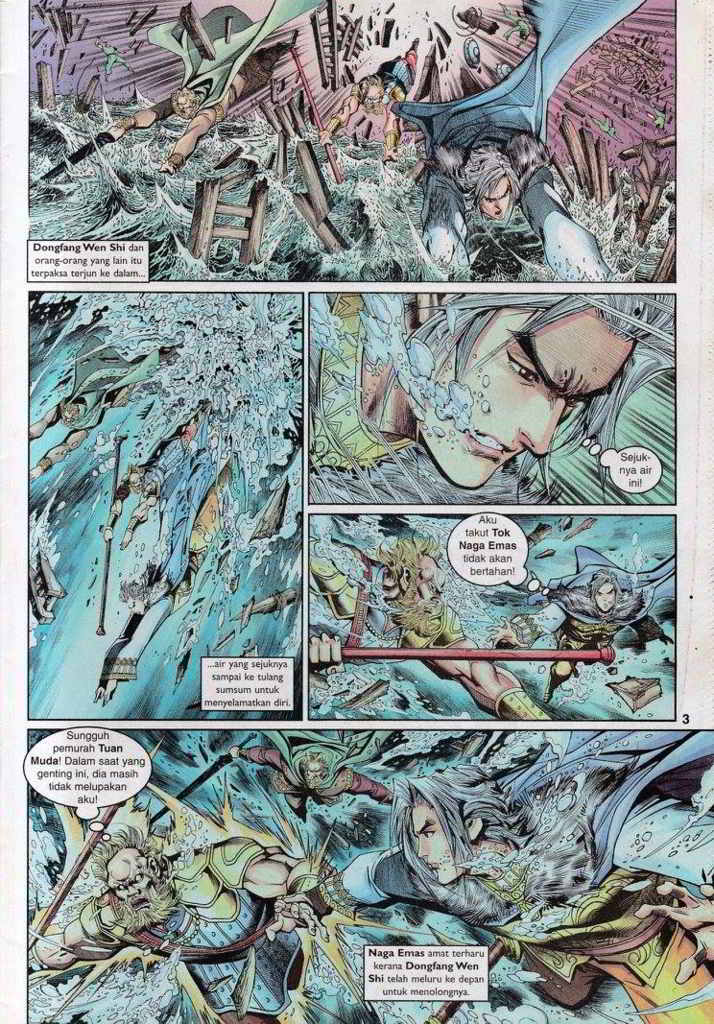 Dongfang Wen Shi dan
orang-orang yang lain itu
terpaksa terjun ke dalam...
Sejuk-
nya air
ini!
...air yang sejuknya
sampai ke tulang
sumsum untuk
menyelamatkan diri.
Aku
takut Tok
Naga Emas
tidak akan
bertahan!
3
Sungguh
pemurah Tuan
Muda! Dalam saat yang
genting ini, dia masih
tidak melupakan
aku!
Naga Emas amat terharu
kerana Dongfang Wen
Shi telah meluru ke depan
untuk menolongnya.